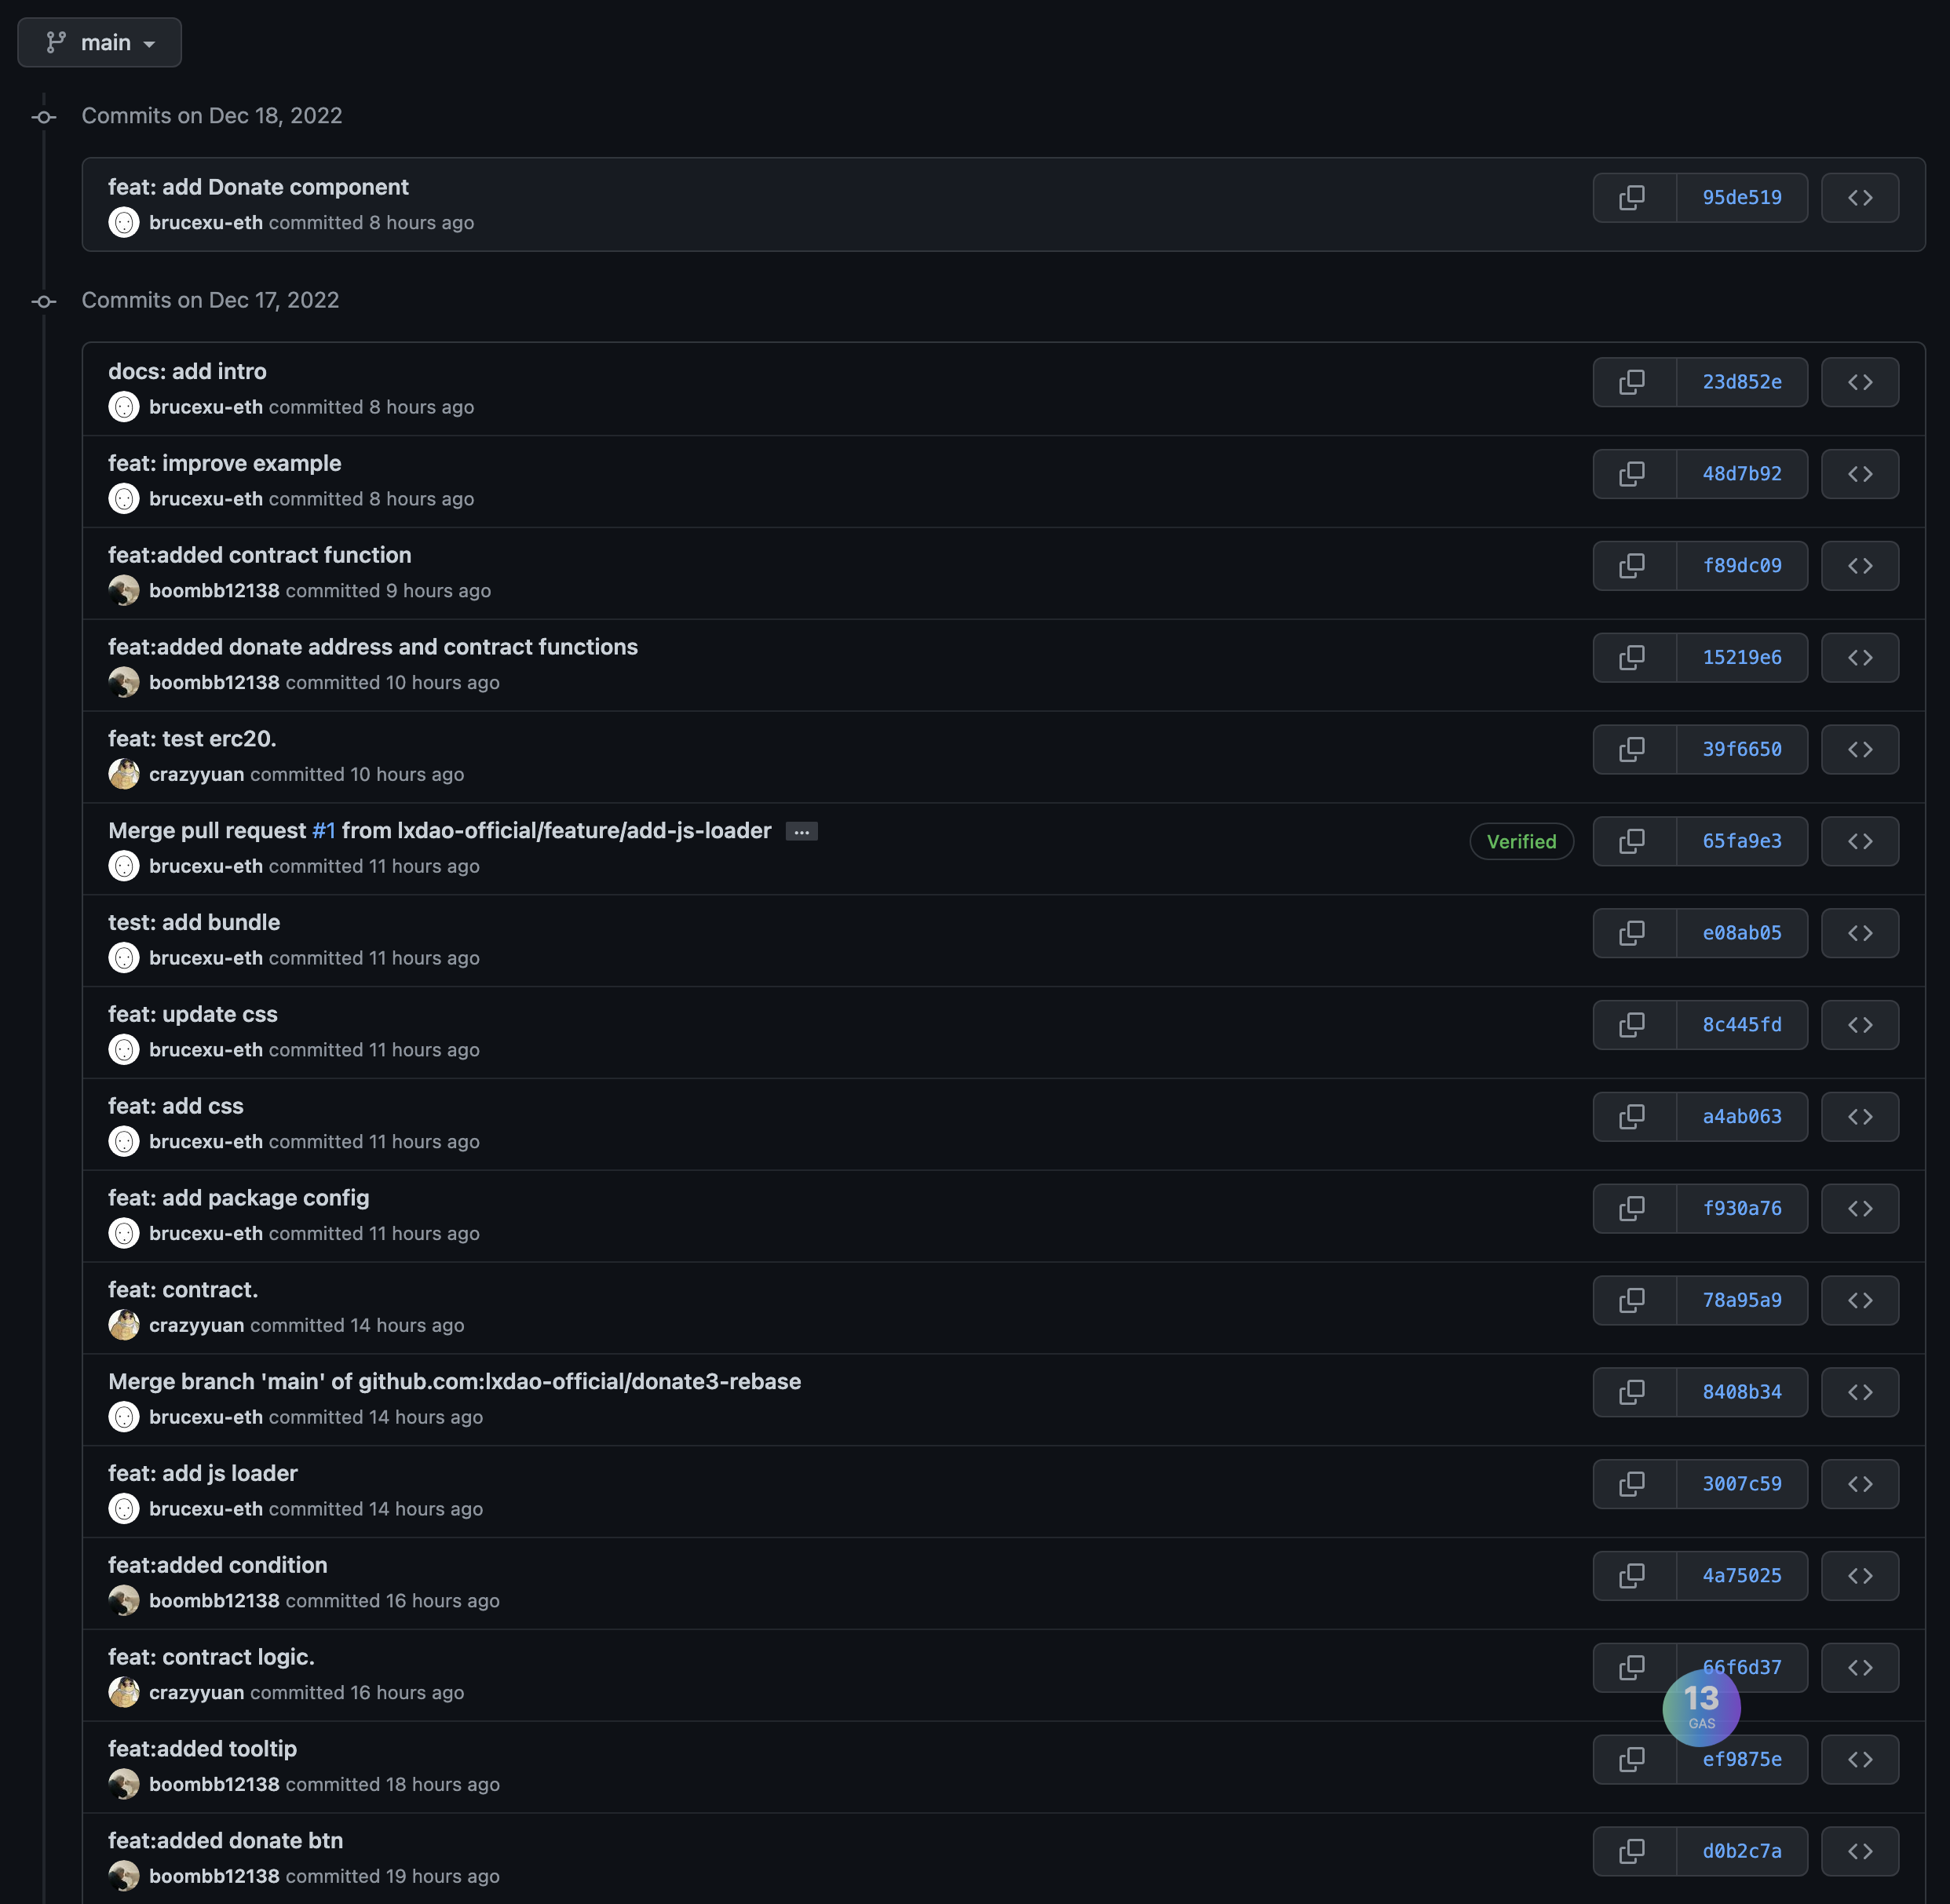 main
Commits on Dec 18, 2022
feat: add Donate component
brucexu-eth committed 8 hours ago
95de519
Commits on Dec 17, 2022
docs: add intro
brucexu-eth committed 8 hours ago
23d852e
feat: improve example
brucexu-eth committed 8 hours ago
48d7b92
feat:added contract function
boombb12138 committed 9 hours ago
f89dc09
feat:added donate address and contract functions
boombb12138 committed 10 hours ago
15219e6
feat: test erc20.
crazyyuan committed 10 hours ago
39f6650
Merge pull request #1 from lxdao-official/feature/add-js-loader ...
brucexu-eth committed 11 hours ago
Verified
65fa9e3
test: add bundle
brucexu-eth committed 11 hours ago
e08ab05
feat: update css
brucexu-eth committed 11 hours ago
8c445fd
feat: add css
brucexu-eth committed 11 hours ago
a4ab063
feat: add package config
brucexu-eth committed 11 hours ago
f930a76
feat: contract.
crazyyuan committed 14 hours ago
78a95a9
Merge branch 'main' of github.com:lxdao-official/donate3-rebase
brucexu-eth committed 14 hours ago
8408b34
feat: add js loader
brucexu-eth committed 14 hours ago
3007c59
feat:added condition
boombb12138 committed 16 hours ago
4a75025
feat: contract logic.
crazyyuan committed 16 hours ago
66f6d37
13
GAS
feat:added tooltip
boombb12138 committed 18 hours ago
ef9875e
feat:added donate btn
boombb12138 committed 19 hours ago
d0b2c7a